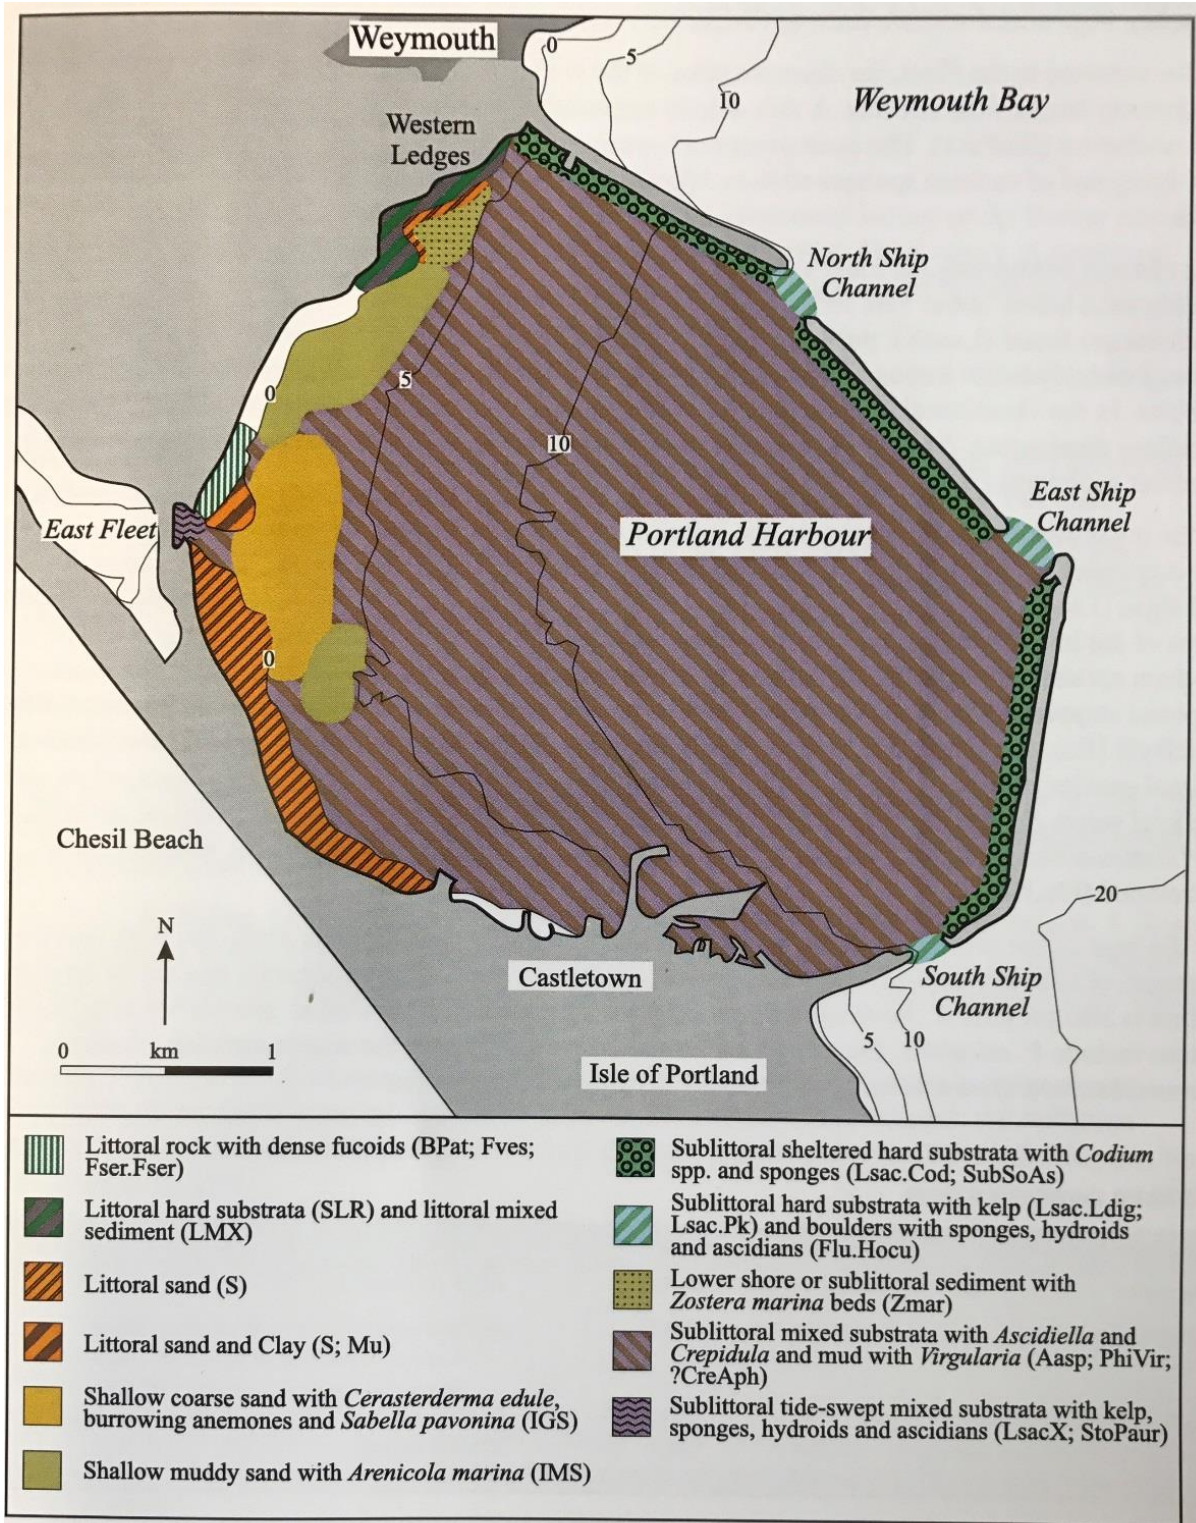 Weymouth
0
5
10
Weymouth Bay
Western
Ledges
North Ship
Channel
0
5
10
East Ship
Channel
East Fleet
Portland Harbour
0
Chesil Beach
20
N
Castletown
South Ship
Channel
0 km 1
5
10
Isle of Portland
Littoral rock with dense fucoids (BPat; Fves;
Fser.Fser)
Littoral hard substrata (SLR) and littoral mixed
sediment (LMX)
Littoral sand (S)
Littoral sand and Clay (S; Mu)
Shallow coarse sand with Cerasterderma edule,
burrowing anemones and Sabella pavonina (IGS)
Shallow muddy sand with Arenicola marina (IMS)
Sublittoral sheltered hard substrata with Codium
spp. and sponges (Lsac.Cod; SubSoAs)
Sublittoral hard substrata with kelp (Lsac.Ldig;
Lsac.Pk) and boulders with sponges, hydroids
and ascidians (Flu.Hocu)
Lower shore or sublittoral sediment with
Zostera marina beds (Zmar)
Sublittoral mixed substrata with Ascidiella and
Crepidula and mud with Virgularia (Aasp; PhiVir;
?CreAph)
Sublittoral tide-swept mixed substrata with kelp,
sponges, hydroids and ascidians (LsacX; StoPaur)